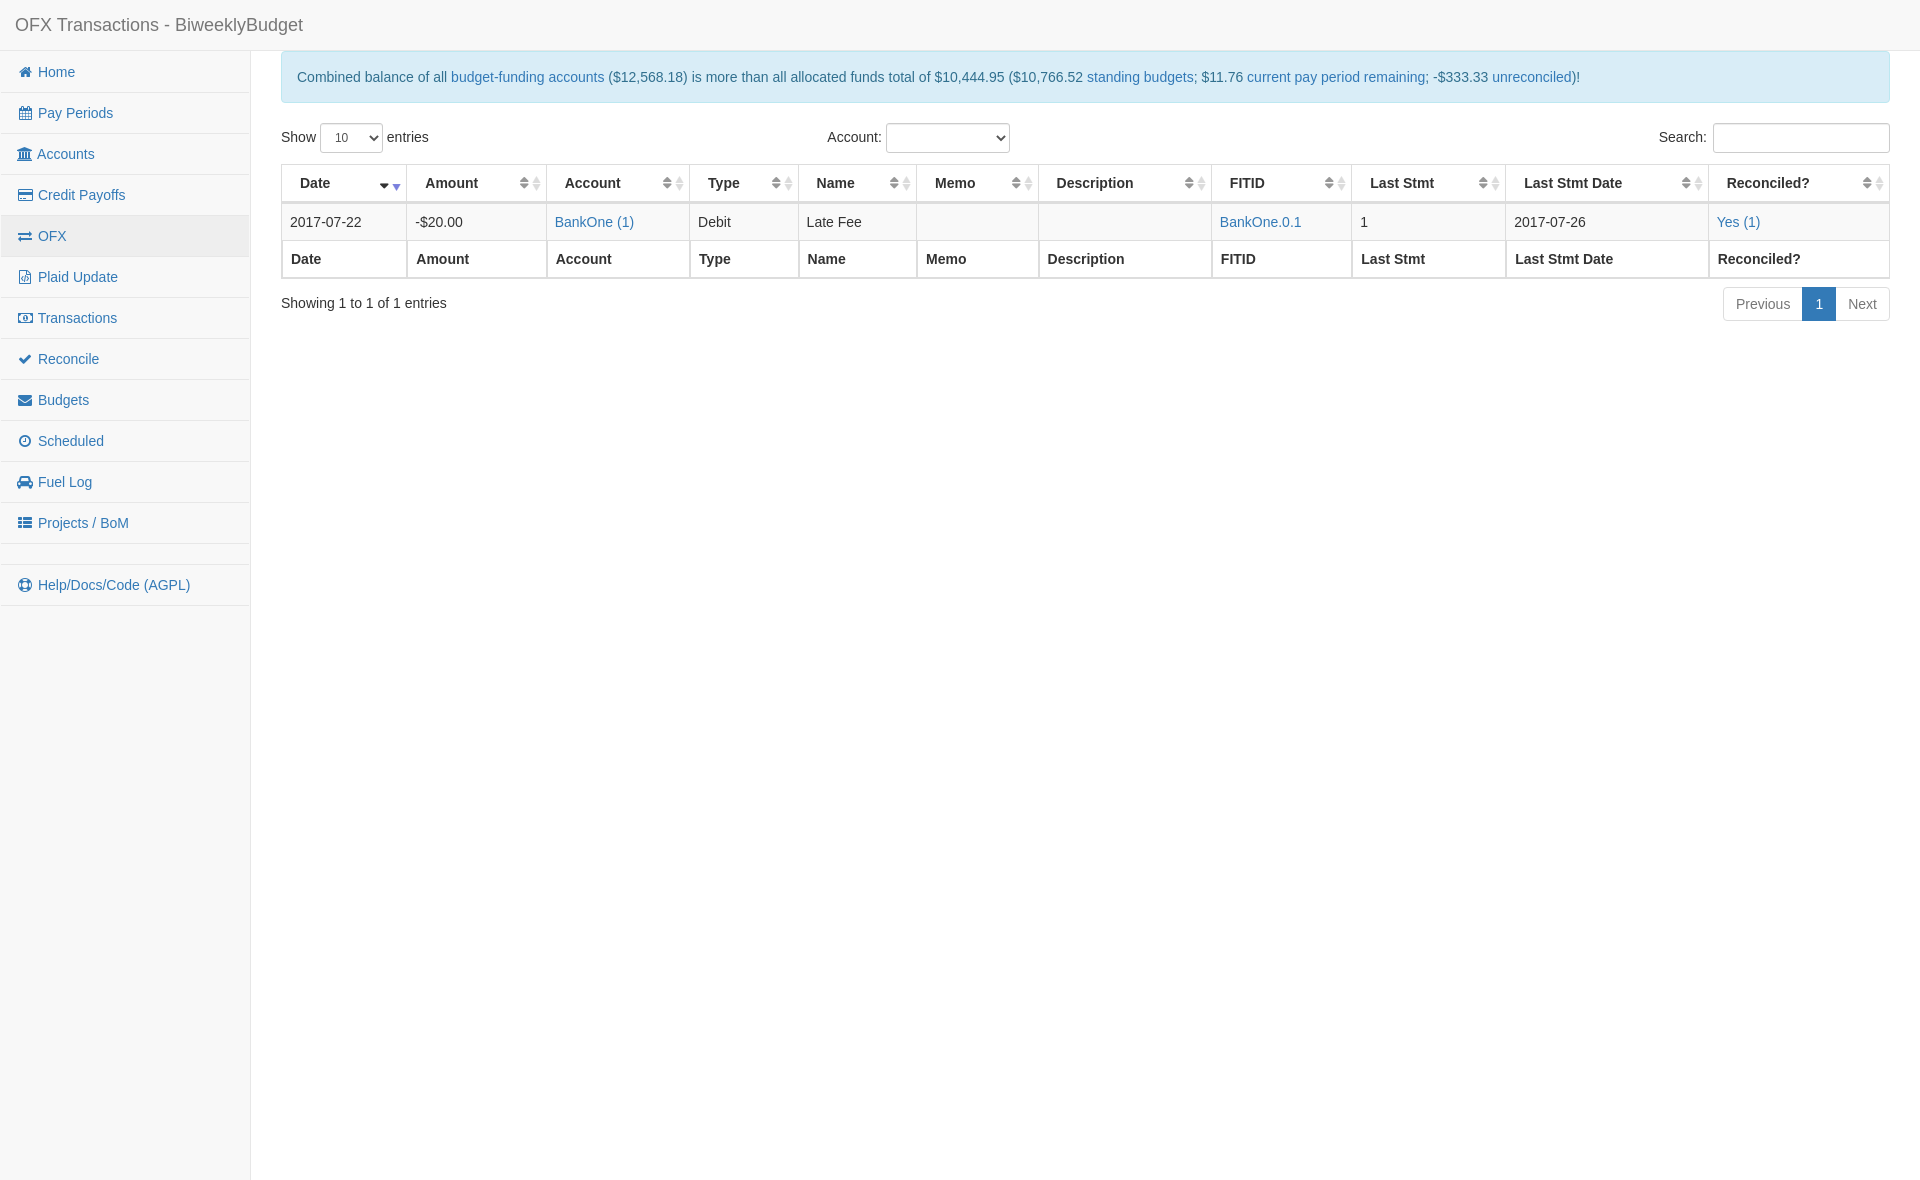 OFX Transactions - BiweeklyBudget
Home
Pay Periods
Accounts
Credit Payoffs
OFX
Plaid Update
Transactions
Reconcile
Budgets
Scheduled
Fuel Log
Projects / BoM
Help/Docs/Code (AGPL)
Combined balance of all budget-funding accounts ($12,568.18) is more than all allocated funds total of $10,444.95 ($10,766.52 standing budgets; $11.76 current pay period remaining; -$333.33 unreconciled)!
Show 10 entries Account: Search:
Date Amount Account Type Name Memo Description FITID Last Stmt Last Stmt Date Reconciled?
2017-07-22 -$20.00 BankOne (1) Debit Late Fee BankOne.0.1 1 2017-07-26 Yes (1)
Date Amount Account Type Name Memo Description FITID Last Stmt Last Stmt Date Reconciled?
Showing 1 to 1 of 1 entries Previous 1 Next